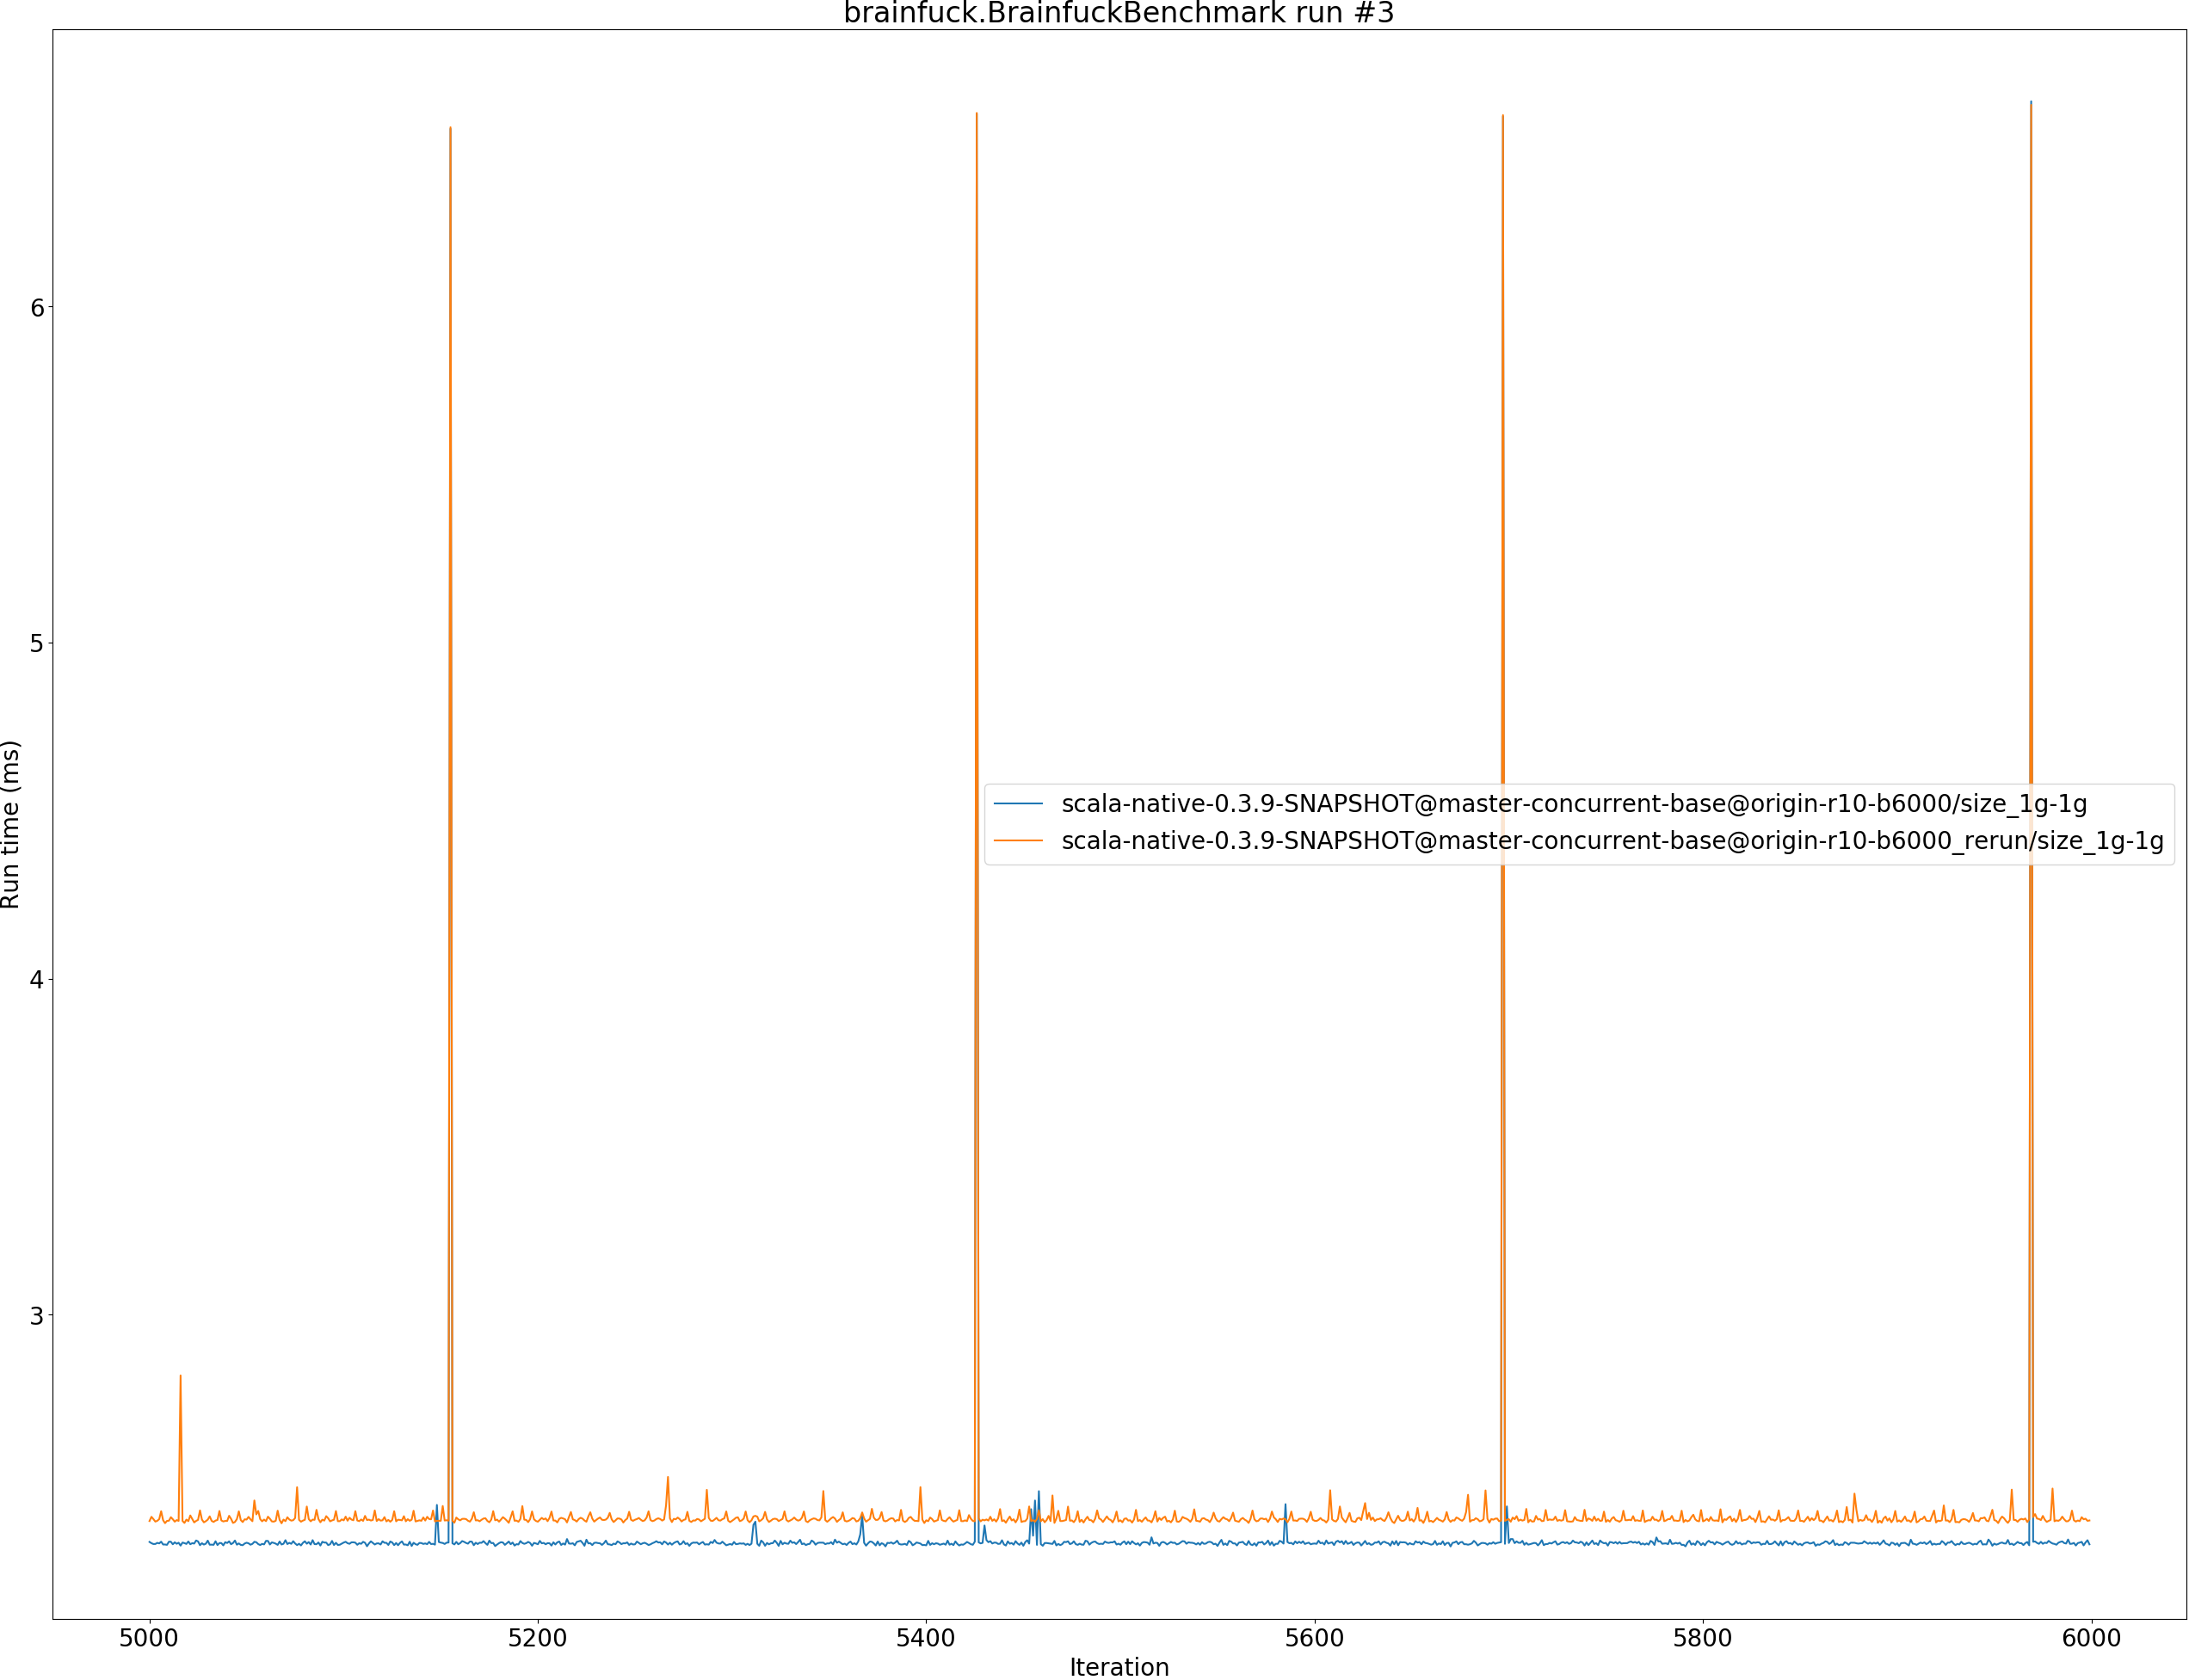 brainfuck.BrainfuckBenchmark run #3
Run time (ms)
6
5
4
3
scala-native-0.3.9-SNAPSHOT@master-concurrent-base@origin-r10-b6000/size_1g-1g
scala-native-0.3.9-SNAPSHOT@master-concurrent-base@origin-r10-b6000_rerun/size_1g-1g
5000 5200 5400 5600 5800 6000
Iteration